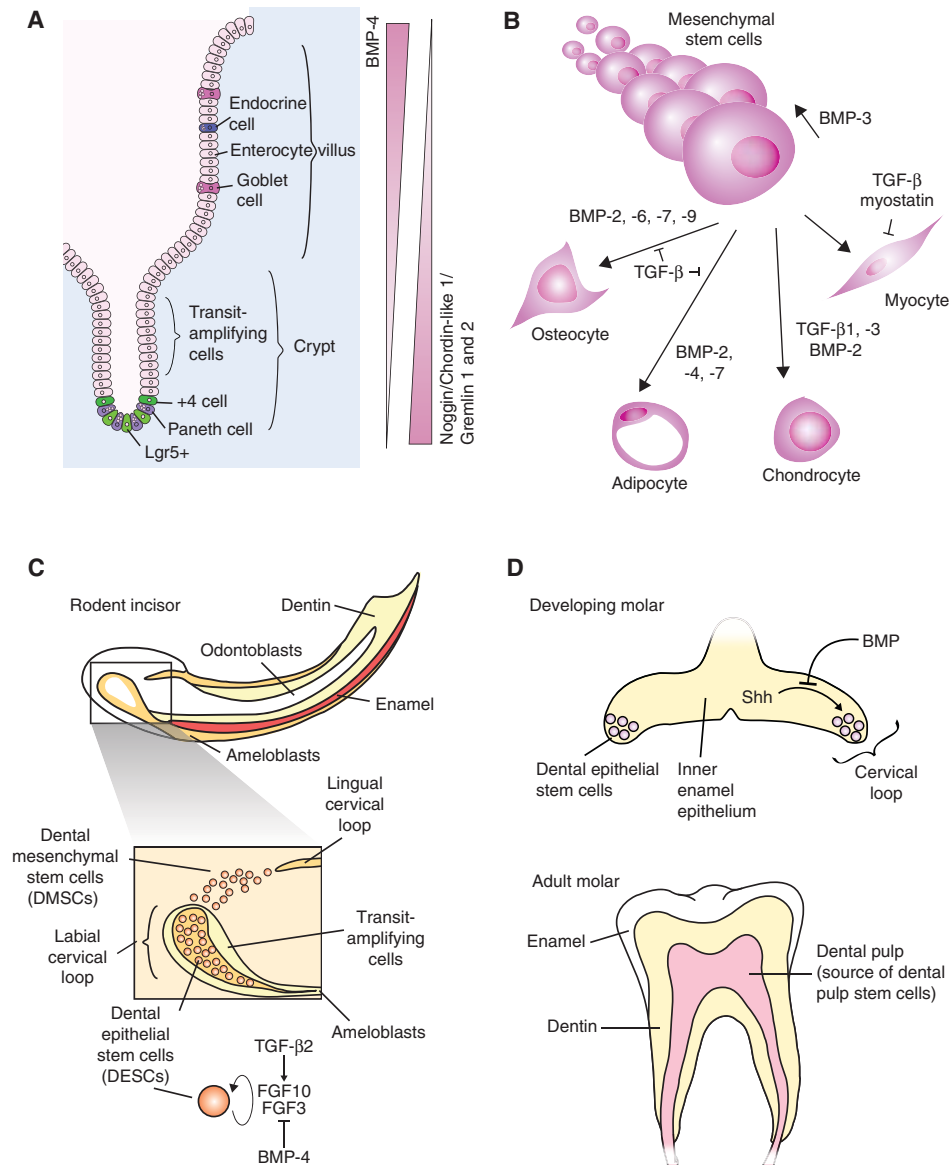 A
Endocrine
cell
Enterocyte
villus
Goblet
cell
Transit-
amplifying
cells
Crypt
+4 cell
Paneth cell
Lgr5+
BMP-4
Noggin/Chordin-like 1/
Gremlin 1 and 2
B
Mesenchymal
stem cells
BMP-3
TGF-β
myostatin
BMP-2, -6, -7, -9
TGF-β
Myocyte
Osteocyte
TGF-β1, -3
BMP-2
BMP-2,
-4, -7
Adipocyte
Chondrocyte
C
Rodent incisor
Dentin
Odontoblasts
Enamel
Ameloblasts
Lingual
cervical
loop
Dental
mesenchymal
stem cells
(DMSCs)
Labial
cervical
loop
Transit-
amplifying
cells
Ameloblasts
Dental
epithelial
stem cells
(DESCs)
TGF-β2
FGF10
FGF3
BMP-4
D
Developing molar
BMP
Shh
Dental epithelial
stem cells
Inner
enamel
epithelium
Cervical
loop
Adult molar
Enamel
Dental pulp
(source of dental
pulp stem cells)
Dentin